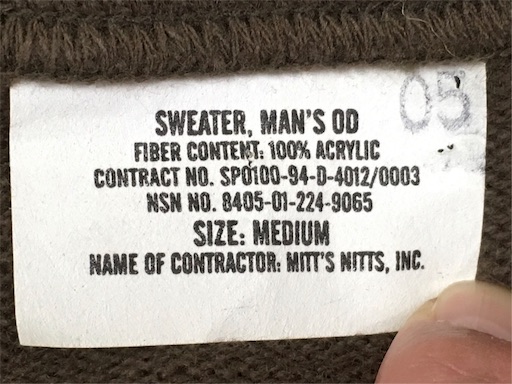 05
SWEATER, MAN'S OD
FIBER CONTENT: 100% ACRYLIC
CONTRACT NO. SP0100-94-D-4012/0003
NSN NO. 8405-01-224-9065
SIZE: MEDIUM
NAME OF CONTRACTOR: MITT'S NITTS, INC.